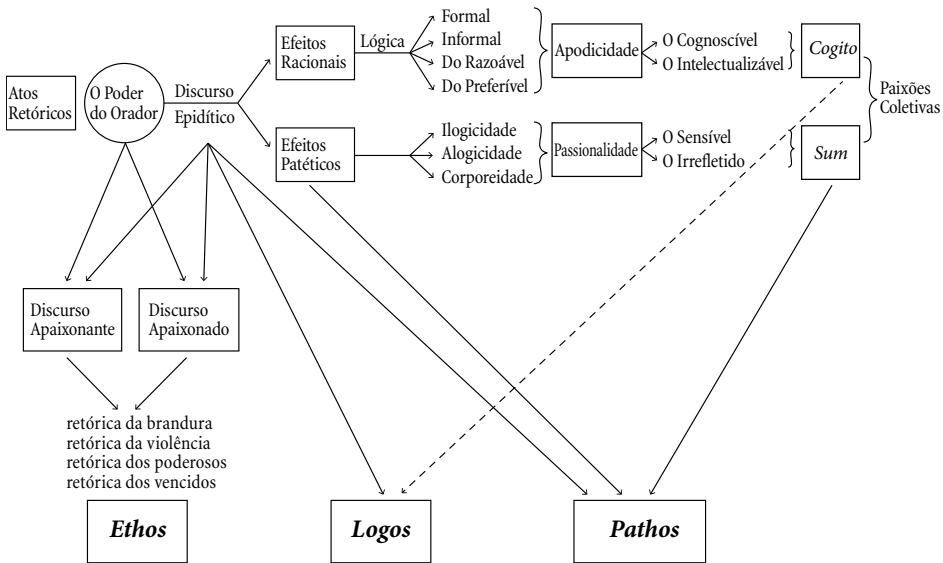 Atos
Retóricos
O Poder
do Orador
Discurso
Epidítico
Efeitos
Racionais
Lógica
Formal
Informal
Do Razoável
Do Preferível
Apodicidade
O Cognoscível
O Intelectualizável
Cogito
Paixões
Coletivas
Efeitos
Patéticos
Ilogicidade
Alogicidade
Corporeidade
Passionalidade
O Sensível
O Irrefletido
Sum
Discurso
Apaixonante
Discurso
Apaixonado
retórica da brandura
retórica da violência
retórica dos poderosos
retórica dos vencidos
Ethos
Logos
Pathos